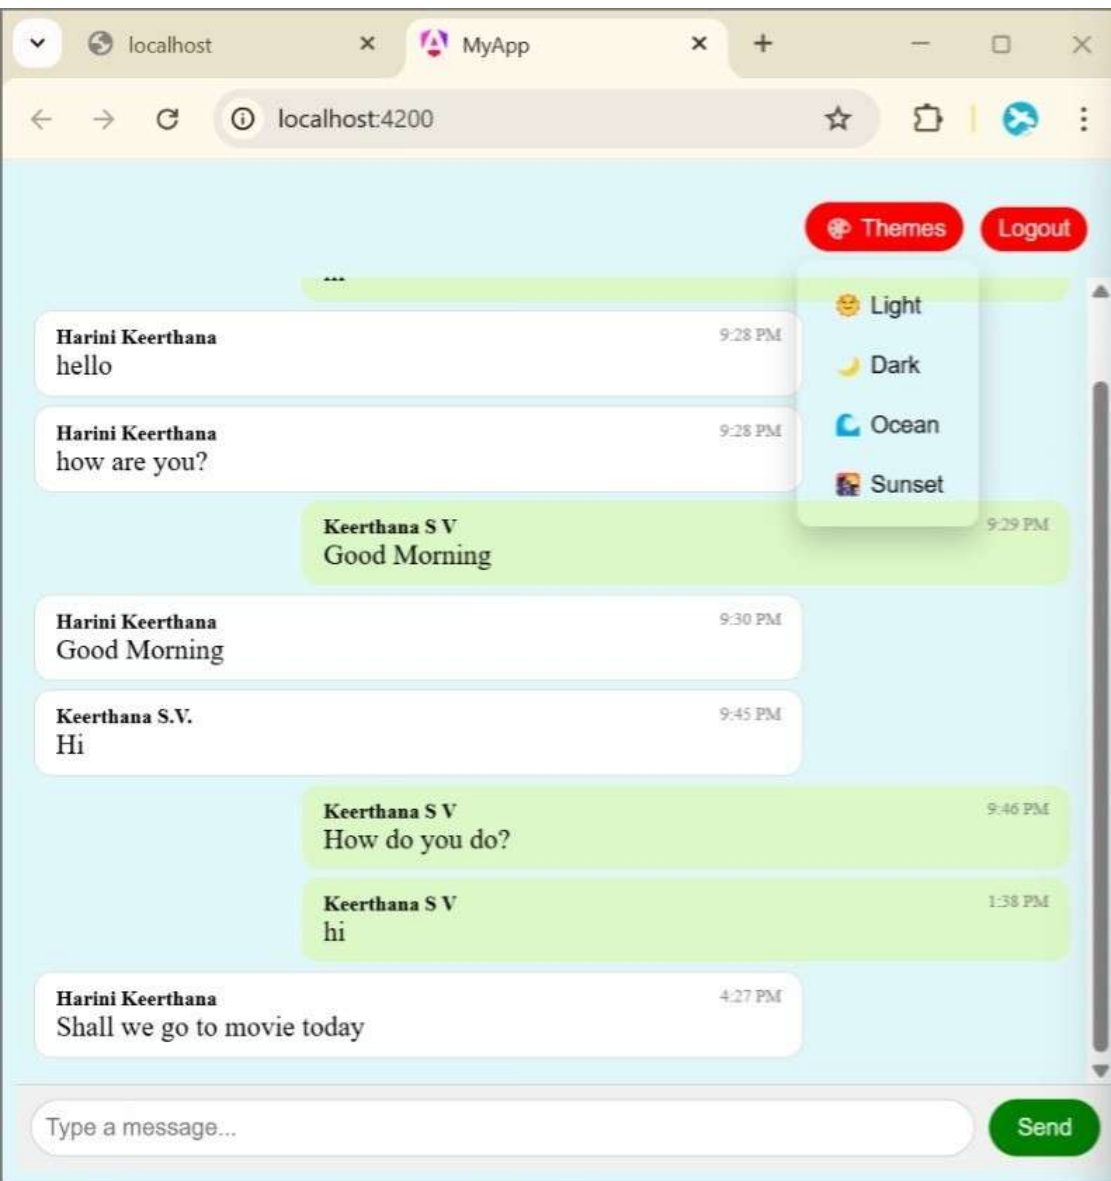 localhost
MyApp
localhost:4200
Themes
Logout
...
Light
Dark
Ocean
Sunset
Harini Keerthana 9:28 PM
hello
Harini Keerthana 9:28 PM
how are you?
Keerthana S V 9:29 PM
Good Morning
Harini Keerthana 9:30 PM
Good Morning
Keerthana S.V. 9:45 PM
Hi
Keerthana S V 9:46 PM
How do you do?
Keerthana S V 1:38 PM
hi
Harini Keerthana 4:27 PM
Shall we go to movie today
Type a message...
Send